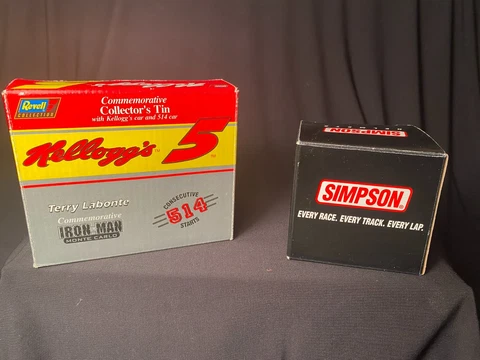 Revell
COLLECTION
Commemorative
Collector's Tin
with Kellogg's car and 514 car
Kellogg's 5
Terry Labonte
Commemorative
IRON MAN
MONTE CARLO
CONSECUTIVE
514
STARTS
SIMPSON
SIMPSON
EVERY RACE. EVERY TRACK. EVERY LAP.